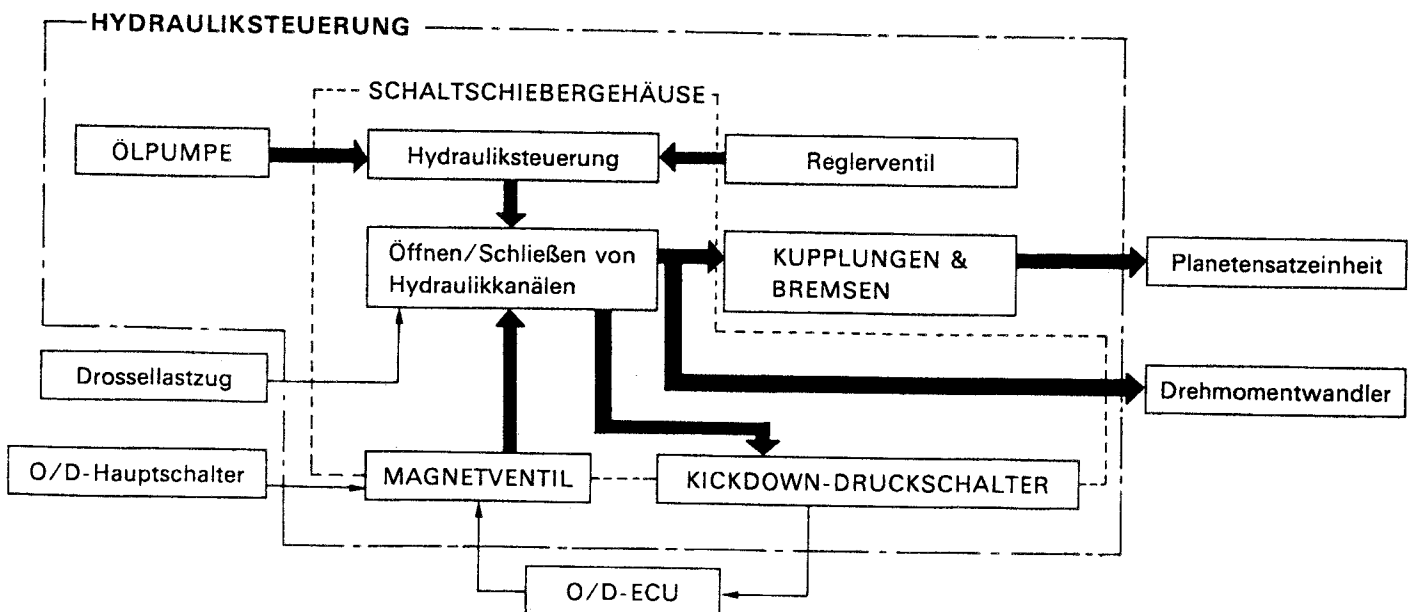 HYDRAULIKSTEUERUNG
SCHALTSCHIEBERGEHÄUSE
ÖLPUMPE
Hydrauliksteuerung
Reglerventil
Öffnen/Schließen von
Hydraulikkanälen
KUPPLUNGEN &
BREMSEN
Planetensatzeinheit
Drossellastzug
Drehmomentwandler
O/D-Hauptschalter
MAGNETVENTIL
KICKDOWN-DRUCKSCHALTER
O/D-ECU